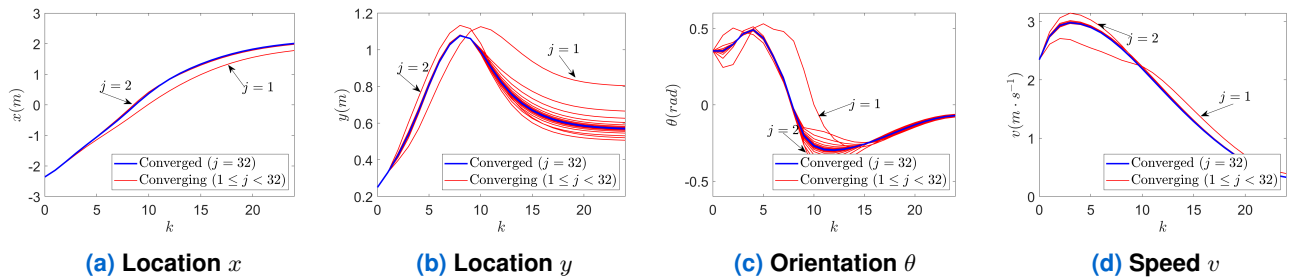 3
2
1
0
-1
-2
-3
x(m)
j = 2
j = 1
Converged (j = 32)
Converging (1 ≤ j < 32)
0 5 10 15 20
k
(a) Location x
1.2
1
0.8
0.6
0.4
0.2
y(m)
j = 2
j = 1
Converged (j = 32)
Converging (1 ≤ j < 32)
0 5 10 15 20
k
(b) Location y
0.5
0
-0.5
θ(rad)
j = 1
j = 2
Converged (j = 32)
Converging (1 ≤ j < 32)
0 5 10 15 20
k
(c) Orientation θ
3
2
1
0
v(m · s⁻¹)
j = 2
j = 1
Converged (j = 32)
Converging (1 ≤ j < 32)
0 5 10 15 20
k
(d) Speed v